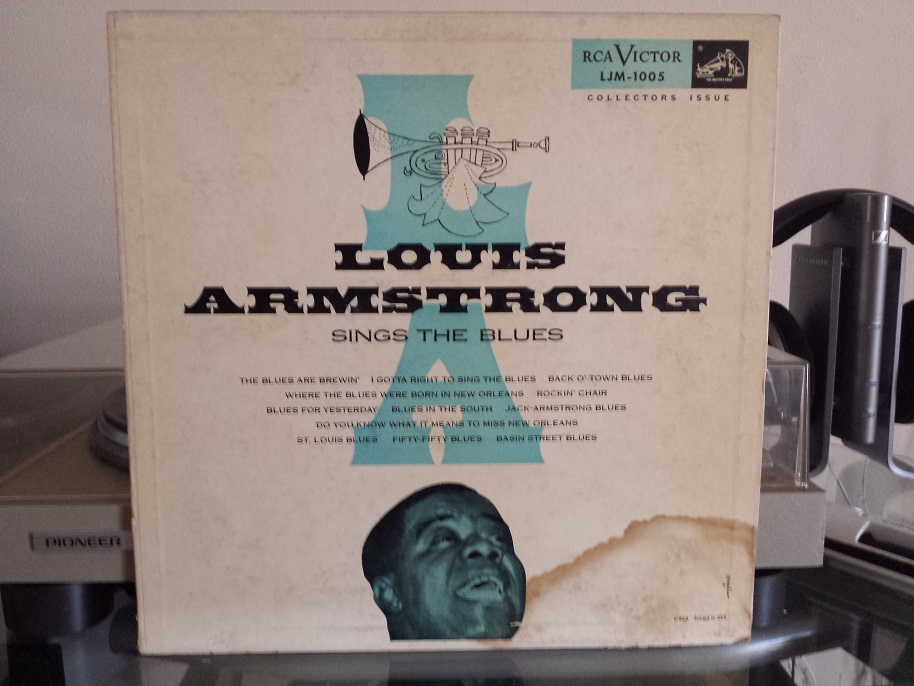 RCA VICTOR
LJM-1005
"HIS MASTER'S VOICE"
COLLECTORS ISSUE
L
LOUIS
ARMSTRONG
SINGS THE BLUES
A
THE BLUES ARE BREWIN' I GOTTA RIGHT TO SING THE BLUES BACK O' TOWN BLUES
WHERE THE BLUES WERE BORN IN NEW ORLEANS ROCKIN' CHAIR
BLUES FOR YESTERDAY BLUES IN THE SOUTH JACK-ARMSTRONG BLUES
DO YOU KNOW WHAT IT MEANS TO MISS NEW ORLEANS
ST. LOUIS BLUES FIFTY-FIFTY BLUES BASIN STREET BLUES
PIONEER